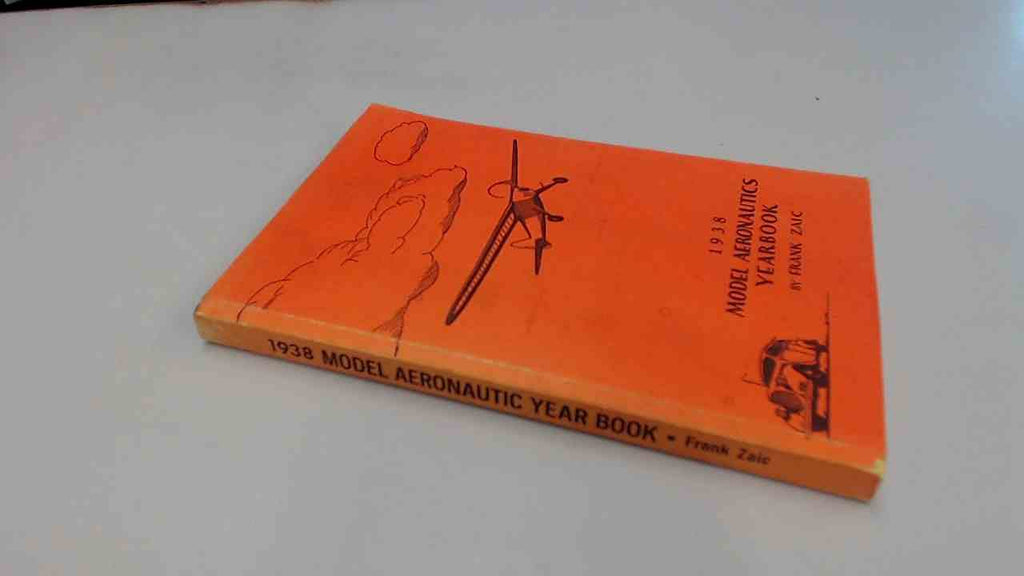 1938
MODEL AERONAUTICS
YEARBOOK
BY FRANK ZAIC
1938 MODEL AERONAUTIC YEAR BOOK • Frank Zaic